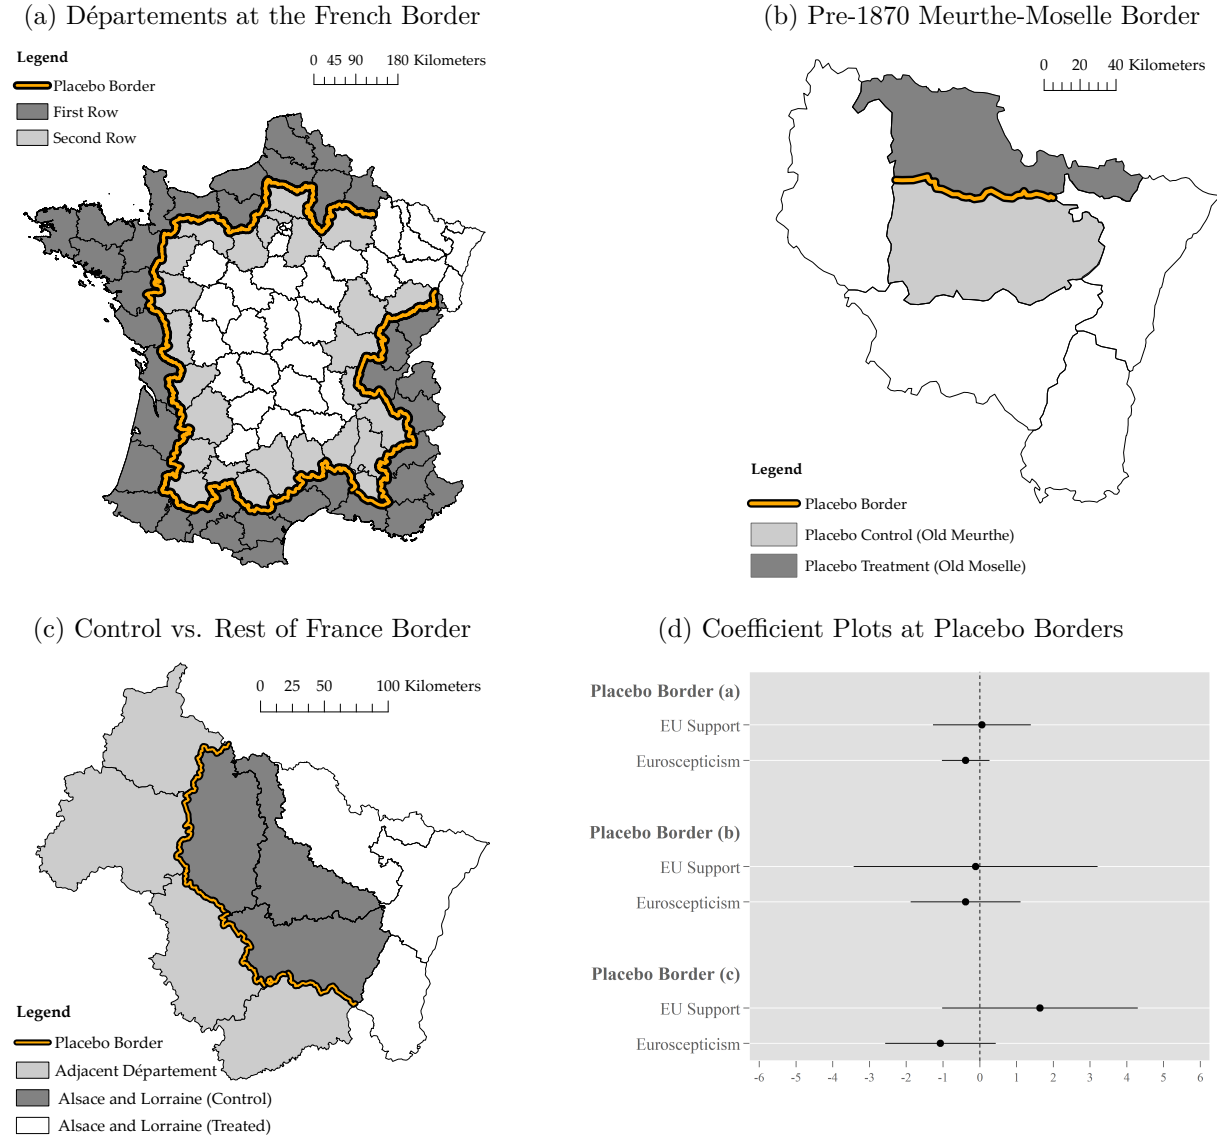 (a) Départements at the French Border
Legend
Placebo Border
First Row
Second Row
0 45 90 180 Kilometers
(b) Pre-1870 Meurthe-Moselle Border
0 20 40 Kilometers
Legend
Placebo Border
Placebo Control (Old Meurthe)
Placebo Treatment (Old Moselle)
(c) Control vs. Rest of France Border
0 25 50 100 Kilometers
Legend
Placebo Border
Adjacent Département
Alsace and Lorraine (Control)
Alsace and Lorraine (Treated)
(d) Coefficient Plots at Placebo Borders
Placebo Border (a)
EU Support
Euroscepticism
Placebo Border (b)
EU Support
Euroscepticism
Placebo Border (c)
EU Support
Euroscepticism
-6 -5 -4 -3 -2 -1 0 1 2 3 4 5 6